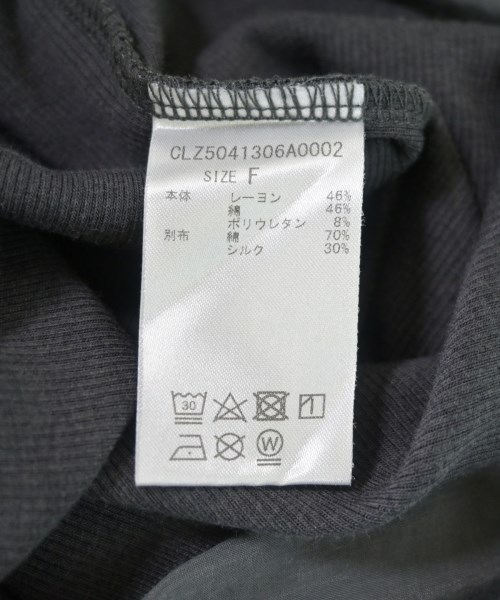 CLZ5041306A0002
SIZE F
本体 レーヨン 46%
綿 46%
ポリウレタン 8%
別布 綿 70%
シルク 30%
30
W